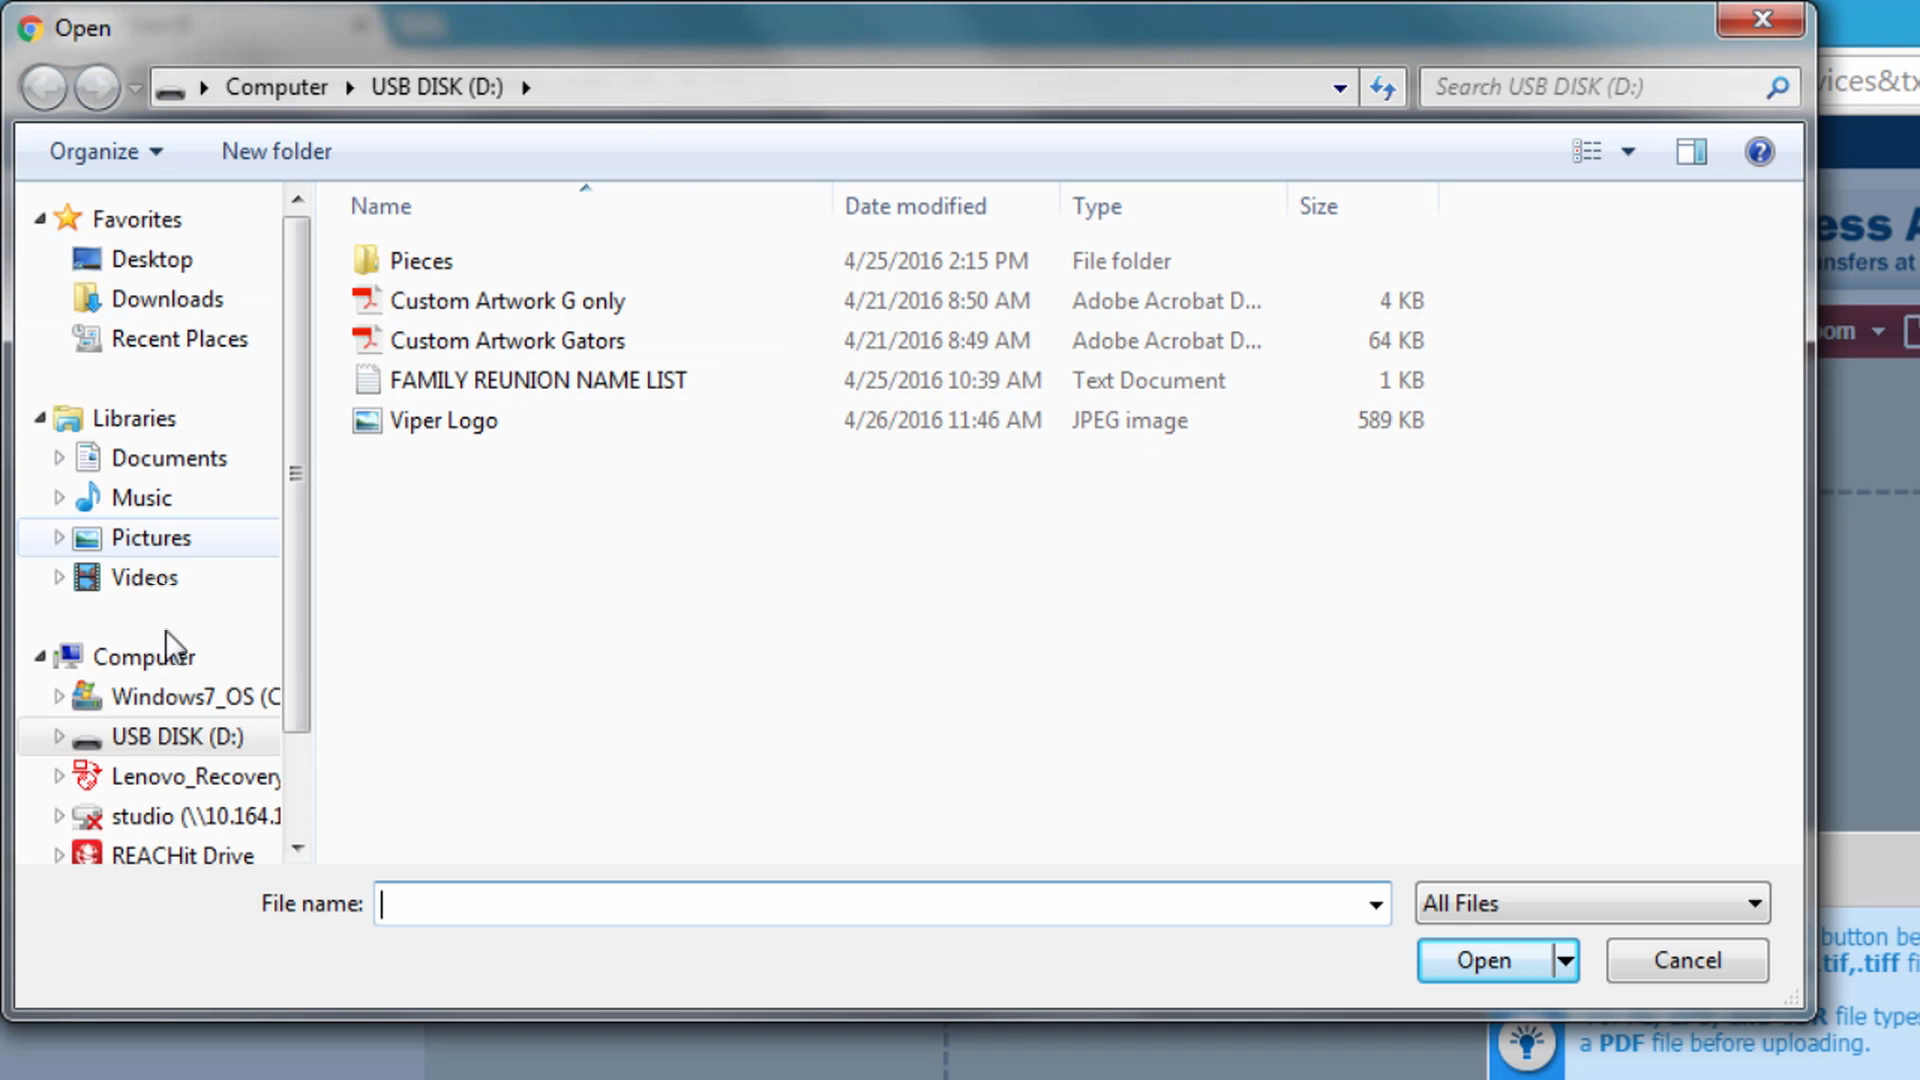 Open
Computer USB DISK (D:)
Search USB DISK (D:)
vices&tx
Organize New folder
Name Date modified Type Size
Favorites
Desktop
Downloads
Recent Places
Libraries
Documents
Music
Pictures
Videos
Computer
Windows7_OS (C
USB DISK (D:)
Lenovo_Recovery
studio (\\10.164.1
REACHit Drive
Pieces 4/25/2016 2:15 PM File folder
Custom Artwork G only 4/21/2016 8:50 AM Adobe Acrobat D... 4 KB
Custom Artwork Gators 4/21/2016 8:49 AM Adobe Acrobat D... 64 KB
FAMILY REUNION NAME LIST 4/25/2016 10:39 AM Text Document 1 KB
Viper Logo 4/26/2016 11:46 AM JPEG image 589 KB
ess A
nsfers at
om
File name: All Files
Open Cancel
button be
.tif,.tiff fi
R file types
a PDF file before uploading.